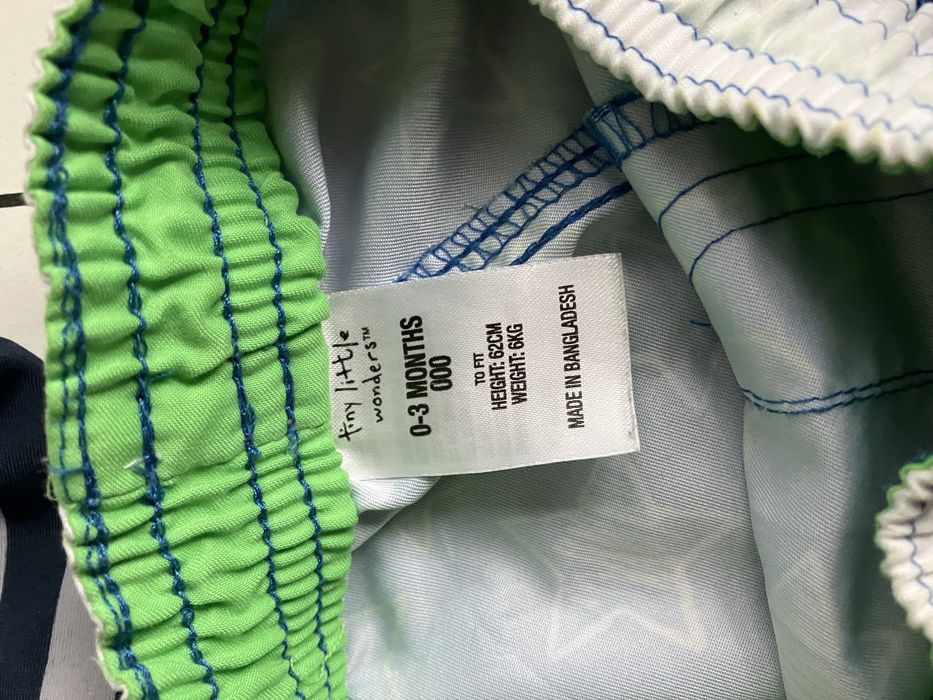 tiny little
wonders™
0-3 MONTHS
000
TO FIT
HEIGHT: 62CM
WEIGHT: 6KG
MADE IN BANGLADESH